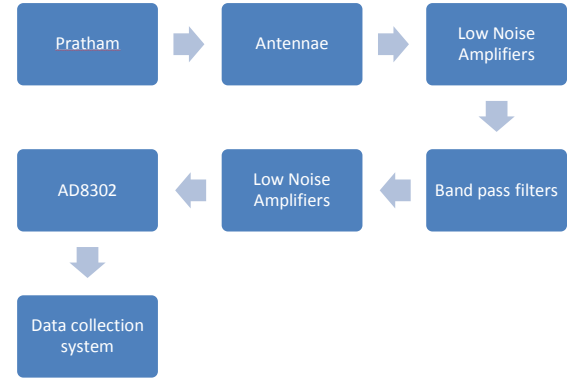 Pratham
Antennae
Low Noise
Amplifiers
Band pass filters
Low Noise
Amplifiers
AD8302
Data collection
system